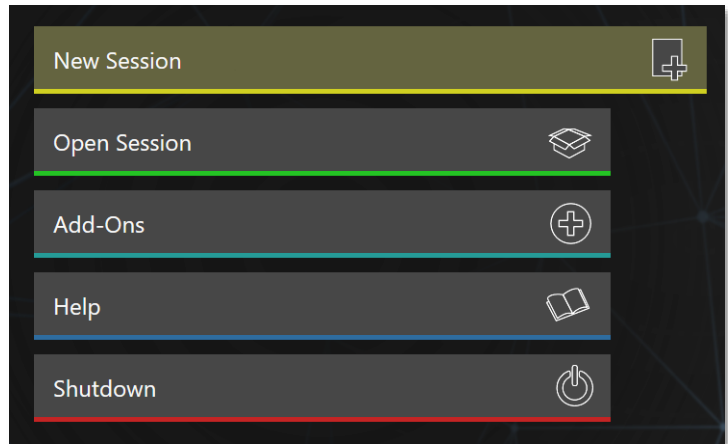 New Session
Open Session
Add-Ons
Help
Shutdown